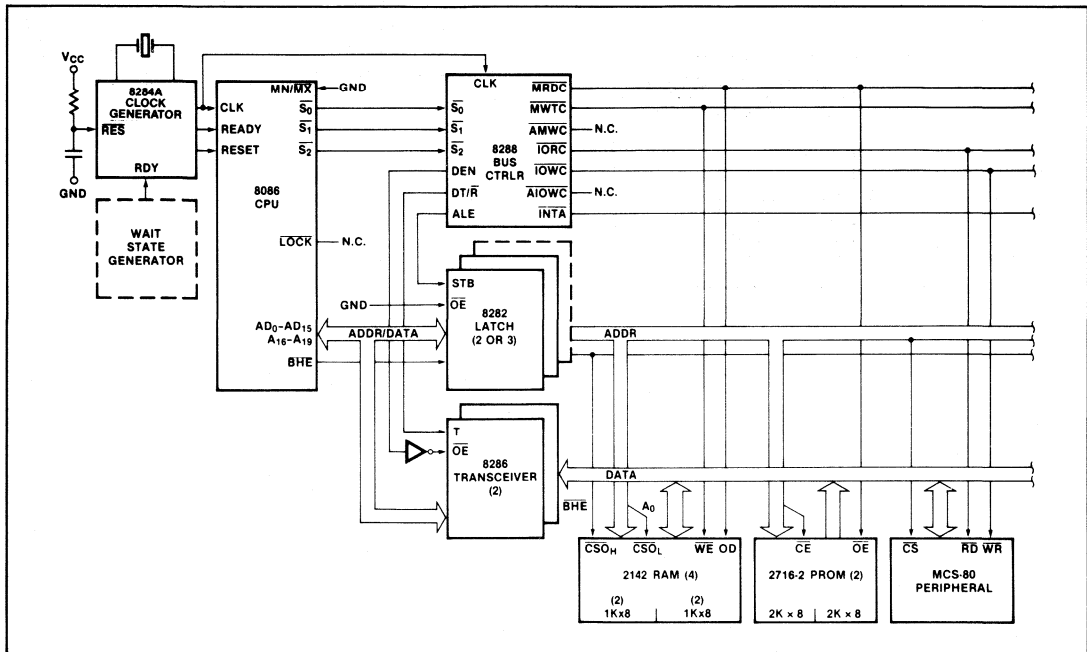 VCC
GND
8284A
CLOCK
GENERATOR
RES
RDY
WAIT
STATE
GENERATOR
CLK
READY
RESET
MN/MX
GND
S0
S1
S2
8086
CPU
LOCK
N.C.
AD0-AD15
A16-A19
BHE
ADDR/DATA
CLK
S0
S1
S2
DEN
DT/R
ALE
8288
BUS
CTRLR
MRDC
MWTC
AMWC
N.C.
IORC
IOWC
AIOWC
N.C.
INTA
STB
GND
OE
8282
LATCH
(2 OR 3)
ADDR
T
OE
8286
TRANSCEIVER
(2)
DATA
BHE
A0
CSOH
CSOL
WE OD
2142 RAM (4)
(2)
1Kx8
(2)
1Kx8
CE
OE
2716-2 PROM (2)
2K × 8
2K × 8
CS
RD WR
MCS-80
PERIPHERAL